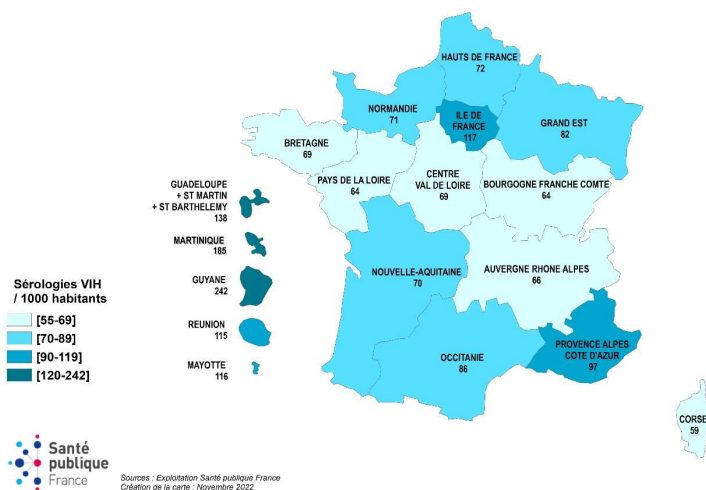 HAUTS DE FRANCE
72
NORMANDIE
71
ILE DE
FRANCE
117
GRAND EST
82
BRETAGNE
69
PAYS DE LA LOIRE
64
CENTRE
VAL DE LOIRE
69
BOURGOGNE FRANCHE COMTE
64
GUADELOUPE
+ ST MARTIN
+ ST BARTHELEMY
138
MARTINIQUE
185
GUYANE
242
REUNION
115
MAYOTTE
116
NOUVELLE-AQUITAINE
70
AUVERGNE RHONE ALPES
66
OCCITANIE
86
PROVENCE ALPES
COTE D'AZUR
97
CORSE
59
Sérologies VIH
/ 1000 habitants
[55-69]
[70-89]
[90-119]
[120-242]
Santé
publique
France
Sources : Exploitation Santé publique France
Création de la carte : Novembre 2022